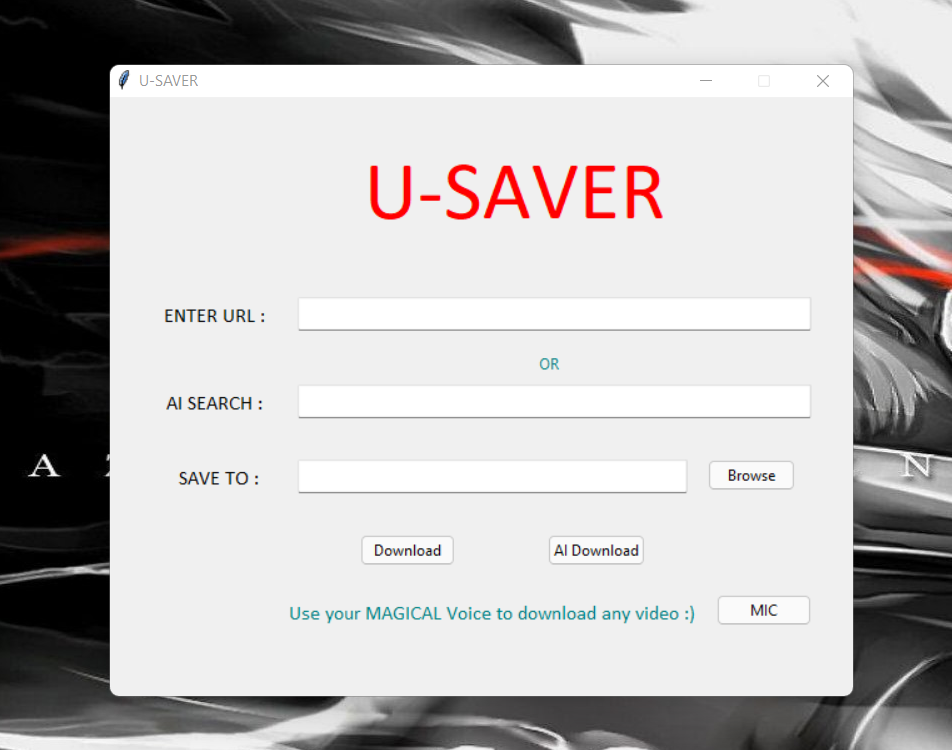 U-SAVER
U-SAVER
ENTER URL :
OR
AI SEARCH :
A
N
SAVE TO :
Browse
Download
AI Download
Use your MAGICAL Voice to download any video :)
MIC